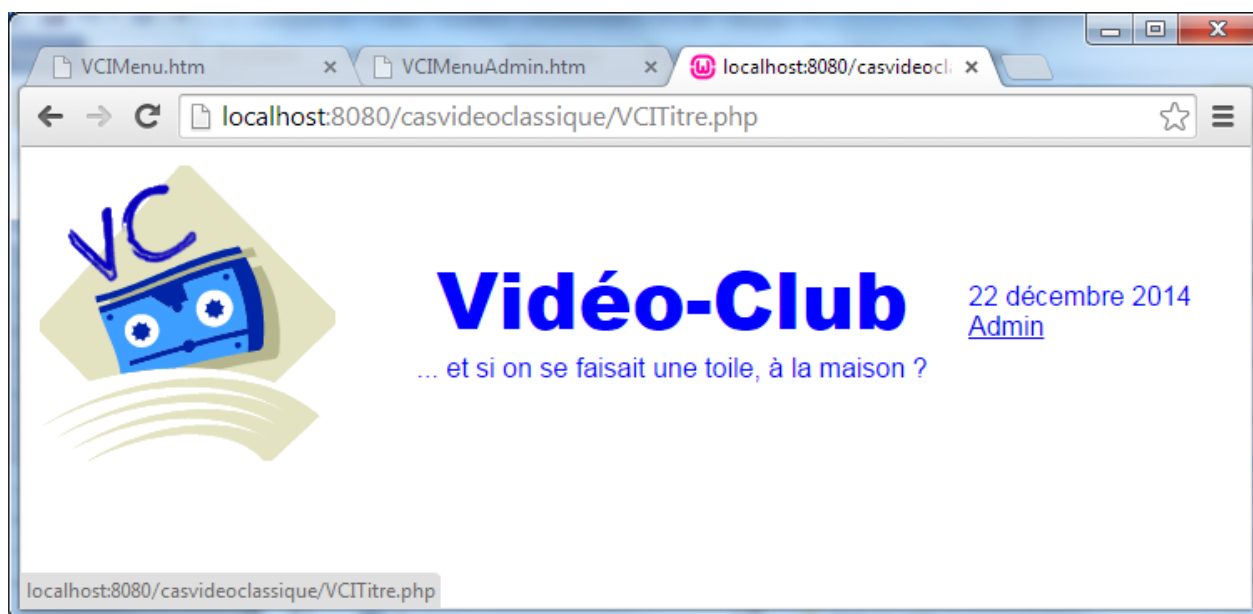 VCIMenu.htm
VCIMenuAdmin.htm
localhost:8080/casvideocl
localhost:8080/casvideoclassique/VCITitre.php
VC
Vidéo-Club
... et si on se faisait une toile, à la maison ?
22 décembre 2014
Admin
localhost:8080/casvideoclassique/VCITitre.php